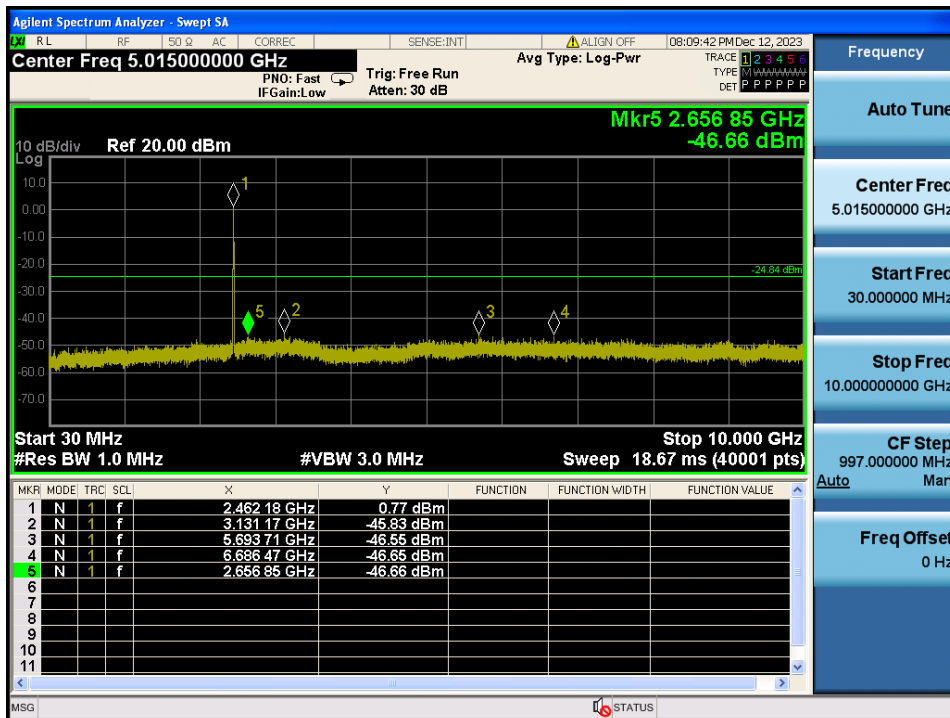 Agilent Spectrum Analyzer - Swept SA
LXI RL RF 50 Ω AC CORREC SENSE:INT ALIGN OFF 08:09:42 PM Dec 12, 2023
Center Freq 5.015000000 GHz
PNO: Fast
IFGain:Low
Trig: Free Run
Atten: 30 dB
Avg Type: Log-Pwr
TRACE 1 2 3 4 5 6
TYPE M
DET P P P P P P
Mkr5 2.656 85 GHz
-46.66 dBm
10 dB/div
Log
Ref 20.00 dBm
10.0
0.00
-10.0
-20.0
-30.0
-40.0
-50.0
-60.0
-70.0
1
5
2
3
4
-24.84 dBm
Start 30 MHz
Stop 10.000 GHz
#Res BW 1.0 MHz
#VBW 3.0 MHz
Sweep 18.67 ms (40001 pts)
MKR MODE TRC SCL X Y FUNCTION FUNCTION WIDTH FUNCTION VALUE
1 N 1 f 2.462 18 GHz 0.77 dBm
2 N 1 f 3.131 17 GHz -45.83 dBm
3 N 1 f 5.693 71 GHz -46.55 dBm
4 N 1 f 6.686 47 GHz -46.65 dBm
5 N 1 f 2.656 85 GHz -46.66 dBm
6
7
8
9
10
11
MSG
STATUS
Frequency
Auto Tune
Center Freq
5.015000000 GHz
Start Freq
30.000000 MHz
Stop Freq
10.000000000 GHz
CF Step
997.000000 MHz
Auto Man
Freq Offset
0 Hz